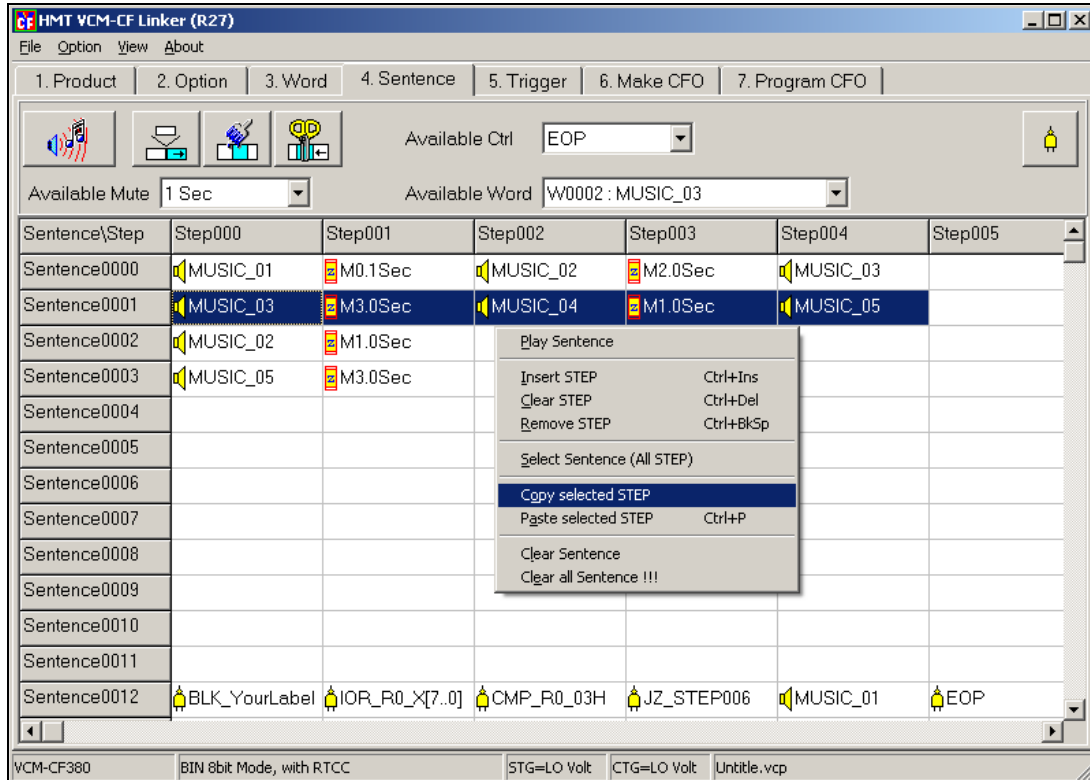 HMT VCM-CF Linker (R27)
File Option View About
1. Product 2. Option 3. Word 4. Sentence 5. Trigger 6. Make CFO 7. Program CFO
Available Ctrl EOP
Available Mute 1 Sec Available Word W0002 : MUSIC_03
Sentence\Step Step000 Step001 Step002 Step003 Step004 Step005
Sentence0000 MUSIC_01 M0.1Sec MUSIC_02 M2.0Sec MUSIC_03
Sentence0001 MUSIC_03 M3.0Sec MUSIC_04 M1.0Sec MUSIC_05
Sentence0002 MUSIC_02 M1.0Sec
Sentence0003 MUSIC_05 M3.0Sec
Sentence0004
Sentence0005
Sentence0006
Sentence0007
Sentence0008
Sentence0009
Sentence0010
Sentence0011
Sentence0012 BLK_YourLabel IOR_R0_X[7..0] CMP_R0_03H JZ_STEP006 MUSIC_01 EOP
Play Sentence
Insert STEP Ctrl+Ins
Clear STEP Ctrl+Del
Remove STEP Ctrl+BkSp
Select Sentence (All STEP)
Copy selected STEP
Paste selected STEP Ctrl+P
Clear Sentence
Clear all Sentence !!!
VCM-CF380 BIN 8bit Mode, with RTCC STG=LO Volt CTG=LO Volt Untitle.vcp